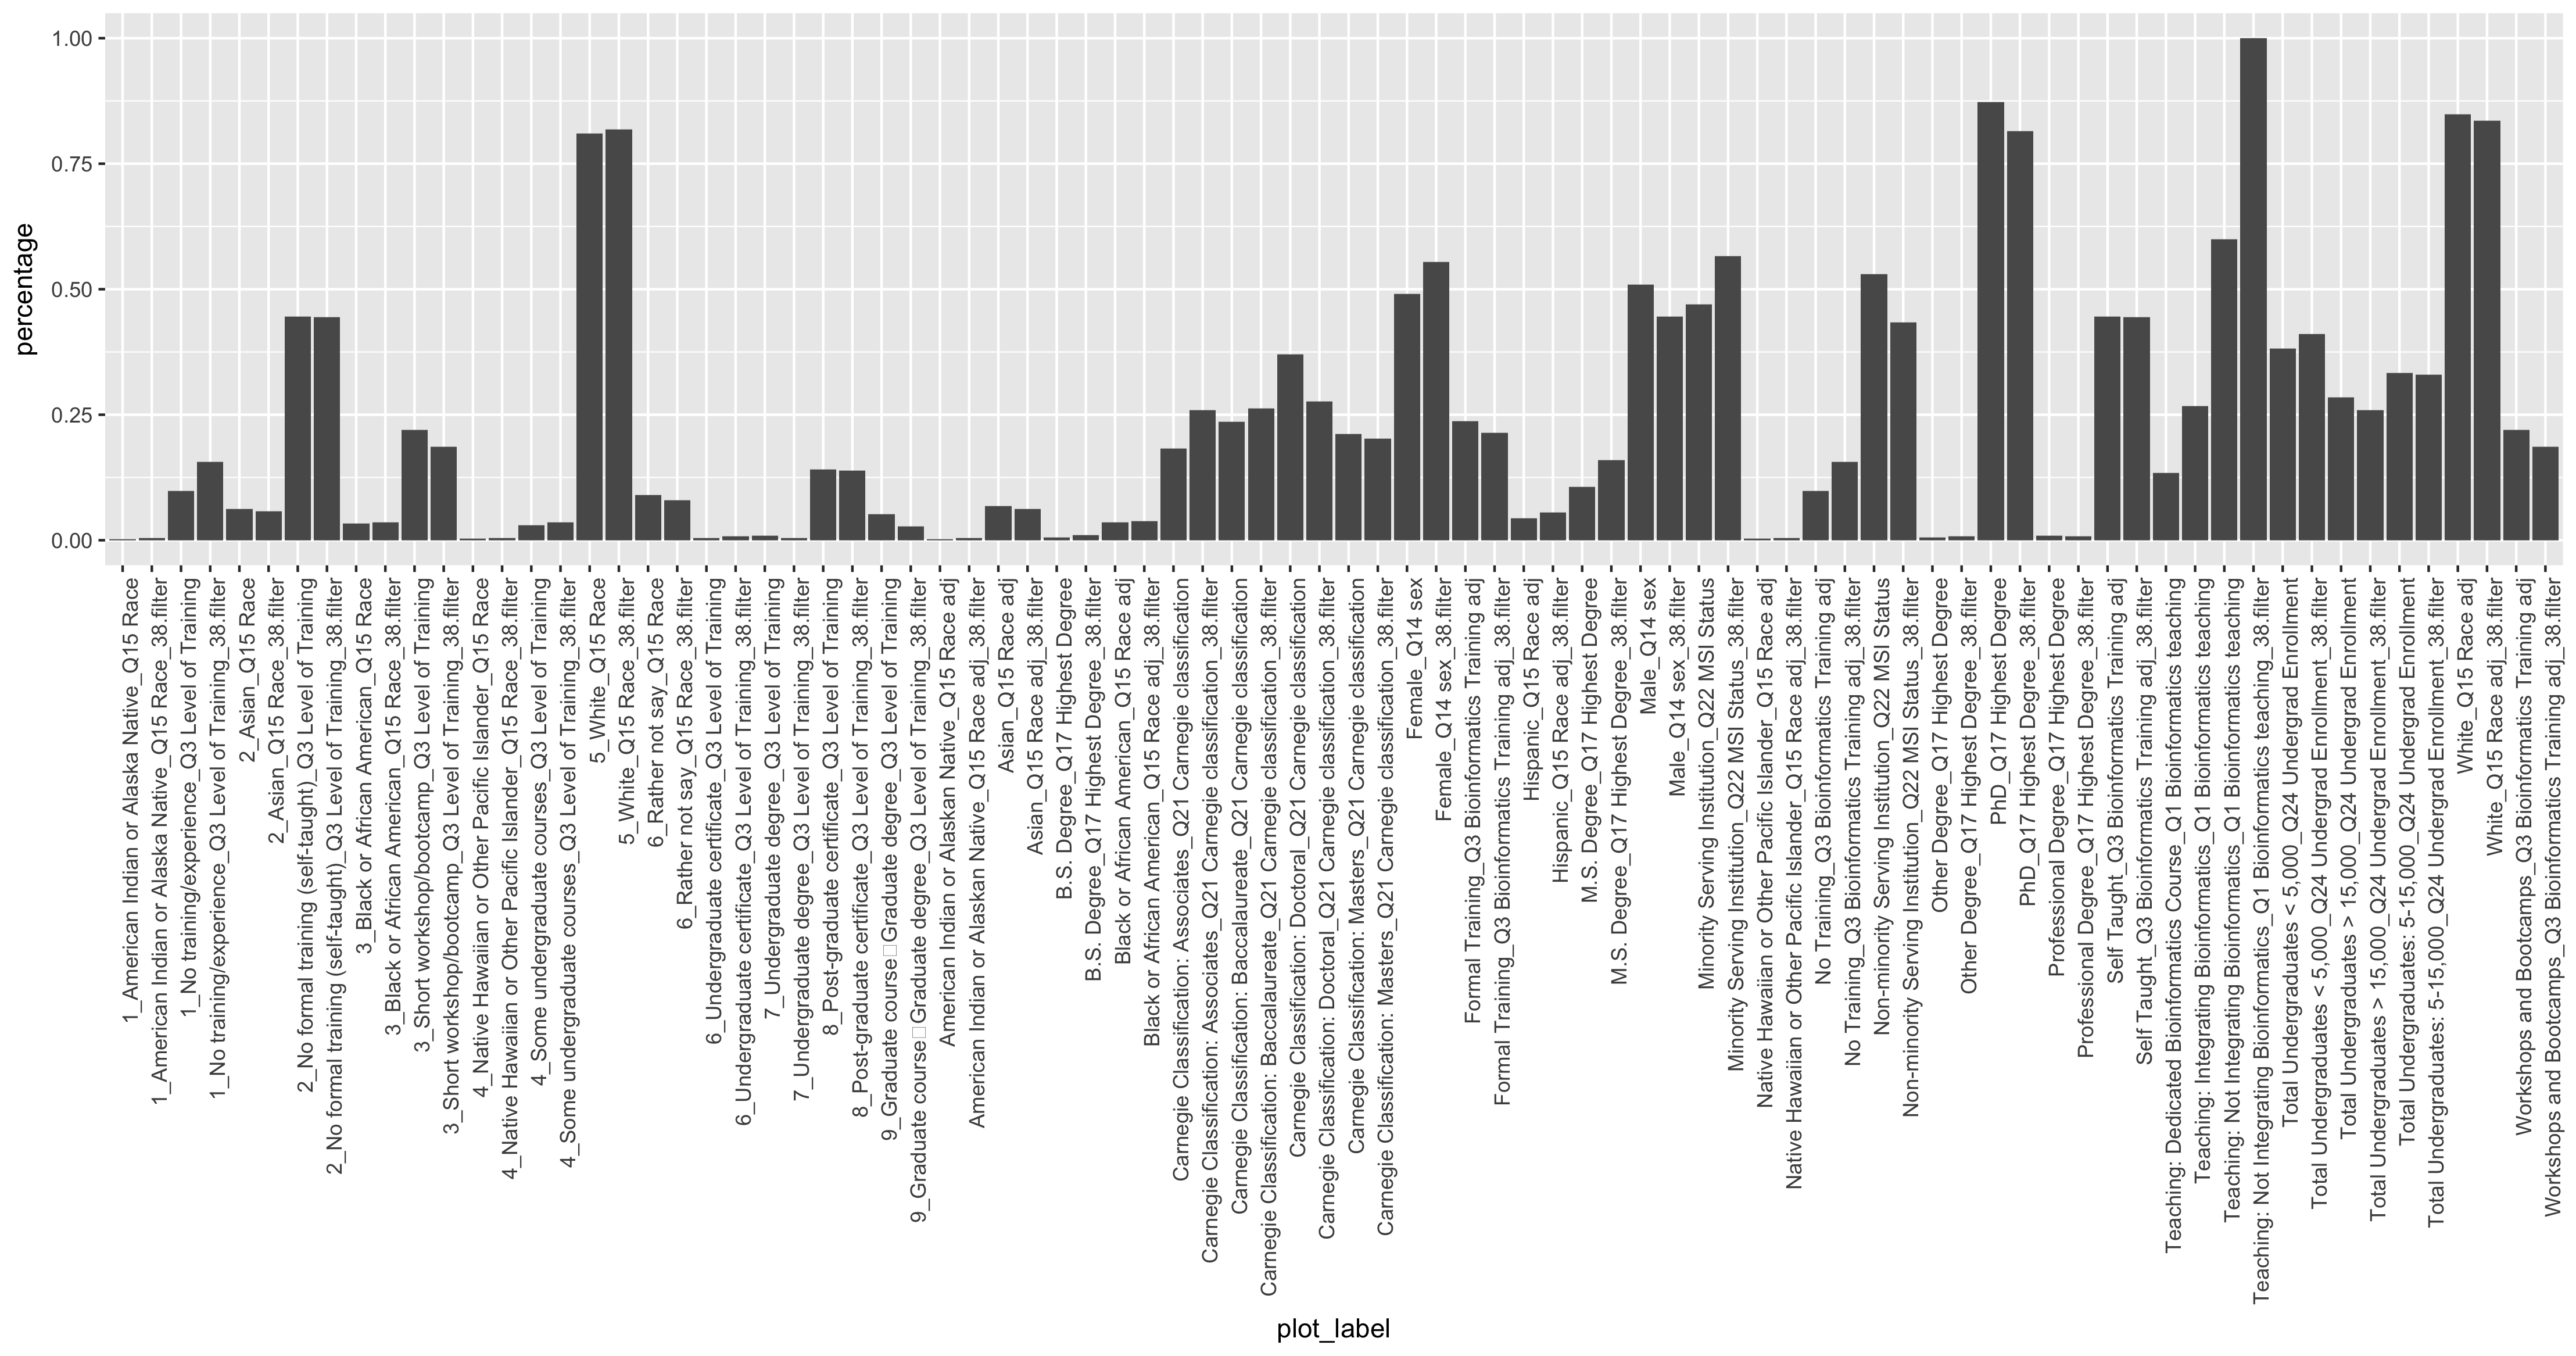 percentage
1.00
0.75
0.50
0.25
0.00
1_American Indian or Alaska Native_Q15 Race
1_American Indian or Alaska Native_Q15 Race_38.filter
1_No training/experience_Q3 Level of Training
1_No training/experience_Q3 Level of Training_38.filter
2_Asian_Q15 Race
2_Asian_Q15 Race_38.filter
2_No formal training (self-taught)_Q3 Level of Training
2_No formal training (self-taught)_Q3 Level of Training_38.filter
3_Black or African American_Q15 Race
3_Black or African American_Q15 Race_38.filter
3_Short workshop/bootcamp_Q3 Level of Training
3_Short workshop/bootcamp_Q3 Level of Training_38.filter
4_Native Hawaiian or Other Pacific Islander_Q15 Race
4_Native Hawaiian or Other Pacific Islander_Q15 Race_38.filter
4_Some undergraduate courses_Q3 Level of Training
4_Some undergraduate courses_Q3 Level of Training_38.filter
5_White_Q15 Race
5_White_Q15 Race_38.filter
6_Rather not say_Q15 Race
6_Rather not say_Q15 Race_38.filter
6_Undergraduate certificate_Q3 Level of Training
6_Undergraduate certificate_Q3 Level of Training_38.filter
7_Undergraduate degree_Q3 Level of Training
7_Undergraduate degree_Q3 Level of Training_38.filter
8_Post-graduate certificate_Q3 Level of Training
8_Post-graduate certificate_Q3 Level of Training_38.filter
9_Graduate course□Graduate degree_Q3 Level of Training
9_Graduate course□Graduate degree_Q3 Level of Training_38.filter
American Indian or Alaskan Native_Q15 Race adj
American Indian or Alaskan Native_Q15 Race adj_38.filter
Asian_Q15 Race adj
Asian_Q15 Race adj_38.filter
B.S. Degree_Q17 Highest Degree
B.S. Degree_Q17 Highest Degree_38.filter
Black or African American_Q15 Race adj
Black or African American_Q15 Race adj_38.filter
Carnegie Classification: Associates_Q21 Carnegie classification
Carnegie Classification: Associates_Q21 Carnegie classification_38.filter
Carnegie Classification: Baccalaureate_Q21 Carnegie classification
Carnegie Classification: Baccalaureate_Q21 Carnegie classification_38.filter
Carnegie Classification: Doctoral_Q21 Carnegie classification
Carnegie Classification: Doctoral_Q21 Carnegie classification_38.filter
Carnegie Classification: Masters_Q21 Carnegie classification
Carnegie Classification: Masters_Q21 Carnegie classification_38.filter
Female_Q14 sex
Female_Q14 sex_38.filter
Formal Training_Q3 Bioinformatics Training adj
Formal Training_Q3 Bioinformatics Training adj_38.filter
Hispanic_Q15 Race adj
Hispanic_Q15 Race adj_38.filter
M.S. Degree_Q17 Highest Degree
M.S. Degree_Q17 Highest Degree_38.filter
Male_Q14 sex
Male_Q14 sex_38.filter
Minority Serving Institution_Q22 MSI Status
Minority Serving Institution_Q22 MSI Status_38.filter
Native Hawaiian or Other Pacific Islander_Q15 Race adj
Native Hawaiian or Other Pacific Islander_Q15 Race adj_38.filter
No Training_Q3 Bioinformatics Training adj
No Training_Q3 Bioinformatics Training adj_38.filter
Non-minority Serving Institution_Q22 MSI Status
Non-minority Serving Institution_Q22 MSI Status_38.filter
Other Degree_Q17 Highest Degree
Other Degree_Q17 Highest Degree_38.filter
PhD_Q17 Highest Degree
PhD_Q17 Highest Degree_38.filter
Professional Degree_Q17 Highest Degree
Professional Degree_Q17 Highest Degree_38.filter
Self Taught_Q3 Bioinformatics Training adj
Self Taught_Q3 Bioinformatics Training adj_38.filter
Teaching: Dedicated Bioinformatics Course_Q1 Bioinformatics teaching
Teaching: Integrating Bioinformatics_Q1 Bioinformatics teaching
Teaching: Not Integrating Bioinformatics_Q1 Bioinformatics teaching
Teaching: Not Integrating Bioinformatics_Q1 Bioinformatics teaching_38.filter
Total Undergraduates < 5,000_Q24 Undergrad Enrollment
Total Undergraduates < 5,000_Q24 Undergrad Enrollment_38.filter
Total Undergraduates > 15,000_Q24 Undergrad Enrollment
Total Undergraduates > 15,000_Q24 Undergrad Enrollment_38.filter
Total Undergraduates: 5-15,000_Q24 Undergrad Enrollment
Total Undergraduates: 5-15,000_Q24 Undergrad Enrollment_38.filter
White_Q15 Race adj
White_Q15 Race adj_38.filter
Workshops and Bootcamps_Q3 Bioinformatics Training adj
Workshops and Bootcamps_Q3 Bioinformatics Training adj_38.filter
plot_label